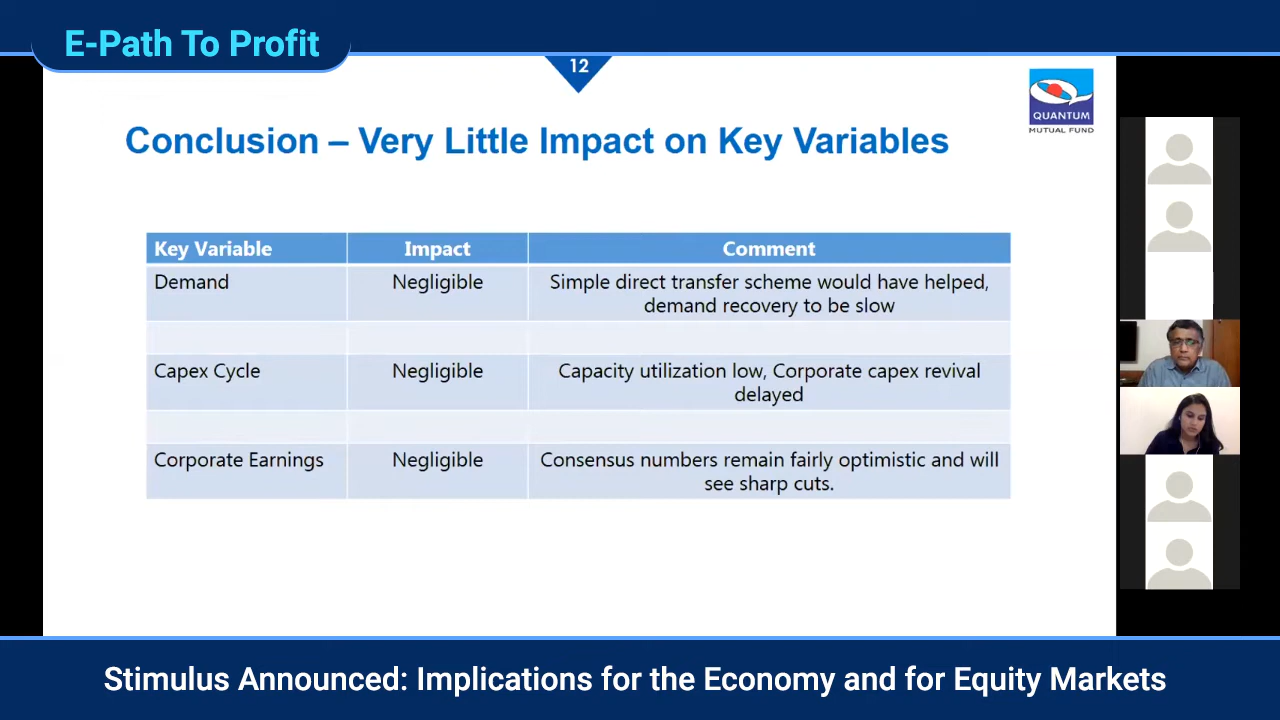 E-Path To Profit
12
QUANTUM
MUTUAL FUND
Conclusion – Very Little Impact on Key Variables
Key Variable Impact Comment
Demand Negligible Simple direct transfer scheme would have helped,
demand recovery to be slow
Capex Cycle Negligible Capacity utilization low, Corporate capex revival
delayed
Corporate Earnings Negligible Consensus numbers remain fairly optimistic and will
see sharp cuts.
Stimulus Announced: Implications for the Economy and for Equity Markets